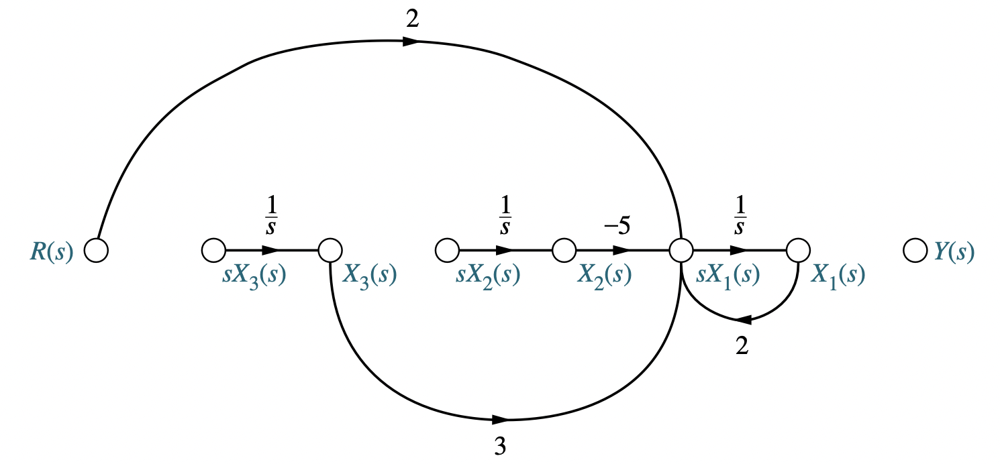 2
1/s
1/s
−5
1/s
R(s)
sX₃(s)
X₃(s)
sX₂(s)
X₂(s)
sX₁(s)
X₁(s)
Y(s)
2
3